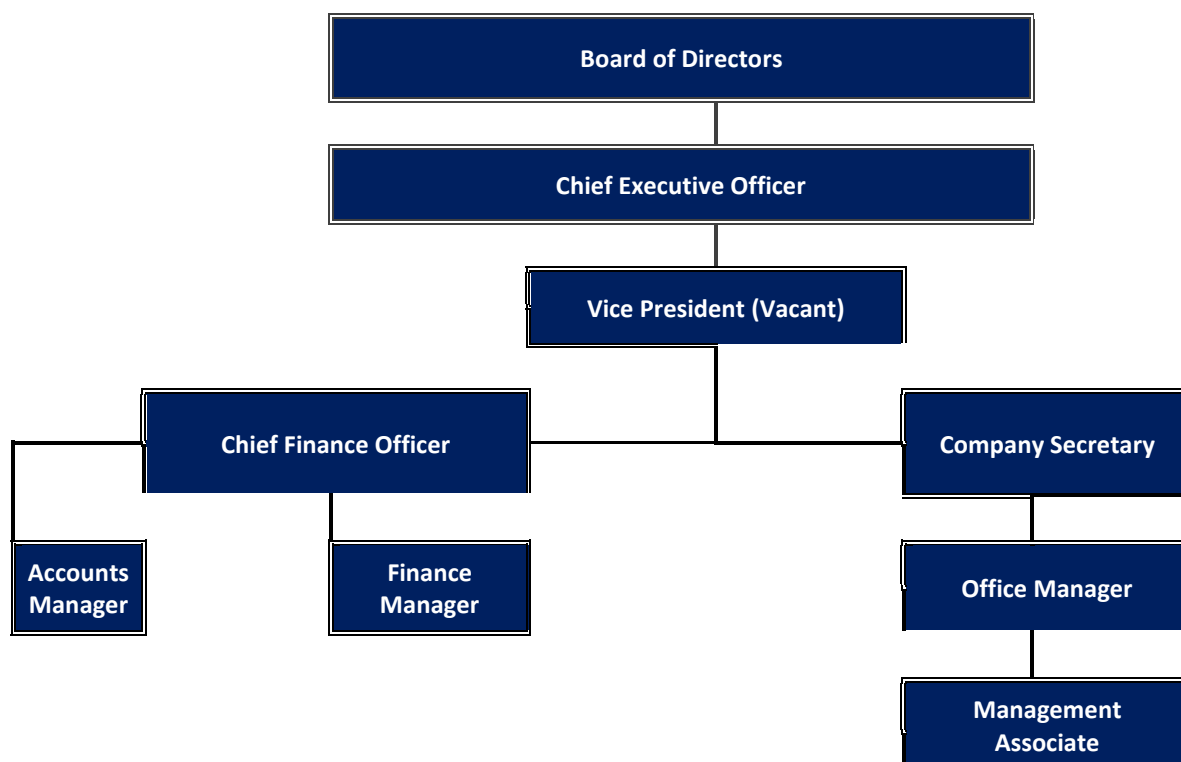 Board of Directors
Chief Executive Officer
Vice President (Vacant)
Chief Finance Officer
Company Secretary
Accounts
Manager
Finance
Manager
Office Manager
Management
Associate